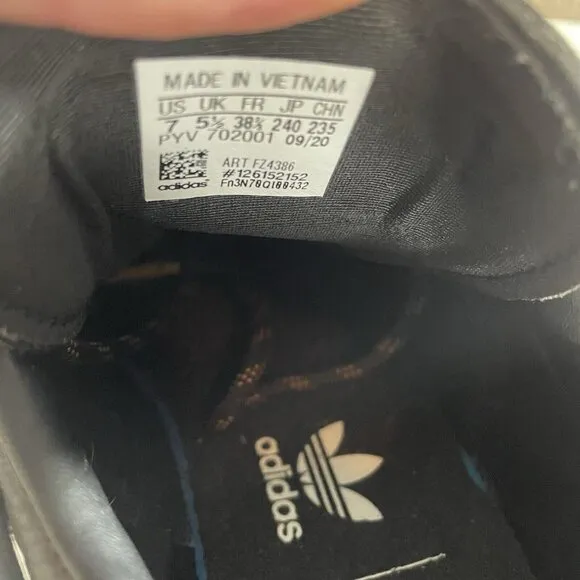 MADE IN VIETNAM
US UK FR JP CHN
7 5½ 38⅔ 240 235
PYV 702001 09/20
ART FZ4386
#126152152
adidas Fn3N78Q108432
adidas